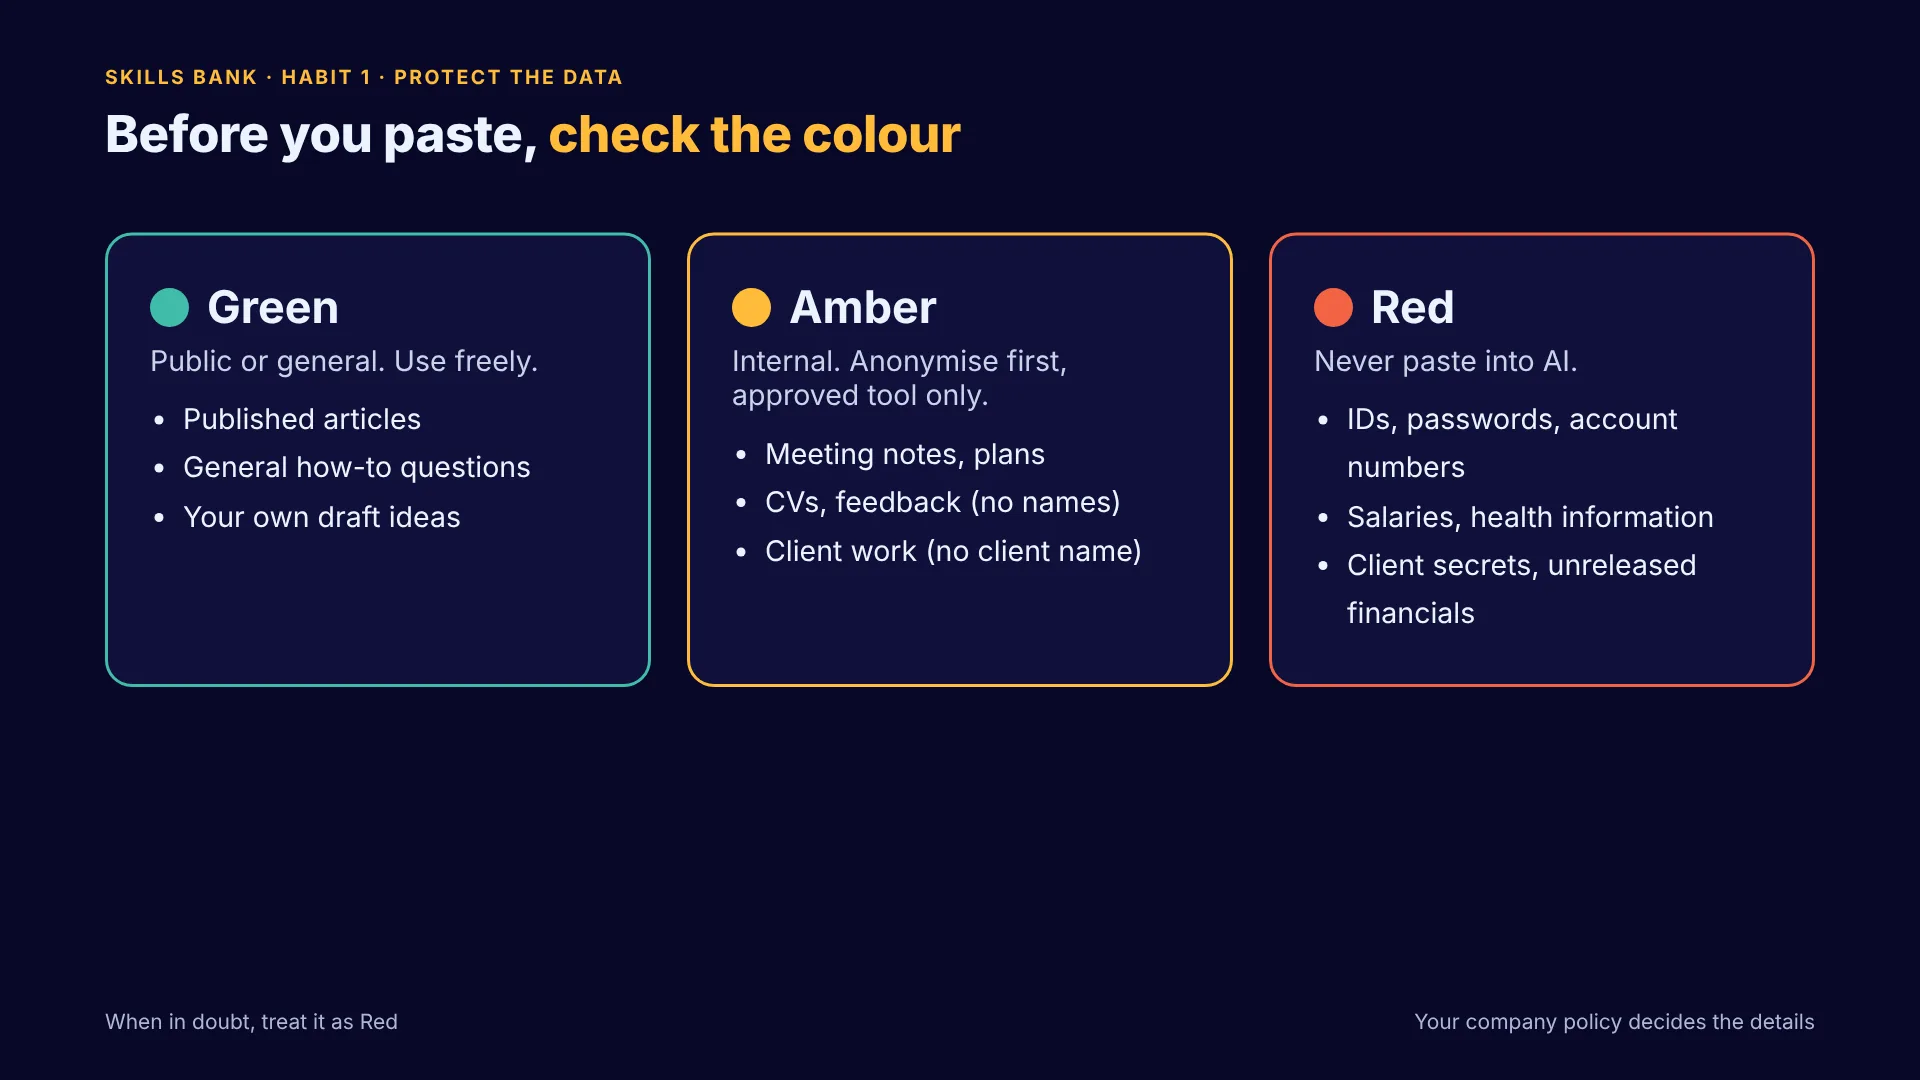 SKILLS BANK · HABIT 1 · PROTECT THE DATA
Before you paste, check the colour
Green
Public or general. Use freely.
• Published articles
• General how-to questions
• Your own draft ideas
Amber
Internal. Anonymise first,
approved tool only.
• Meeting notes, plans
• CVs, feedback (no names)
• Client work (no client name)
Red
Never paste into AI.
• IDs, passwords, account
numbers
• Salaries, health information
• Client secrets, unreleased
financials
When in doubt, treat it as Red
Your company policy decides the details